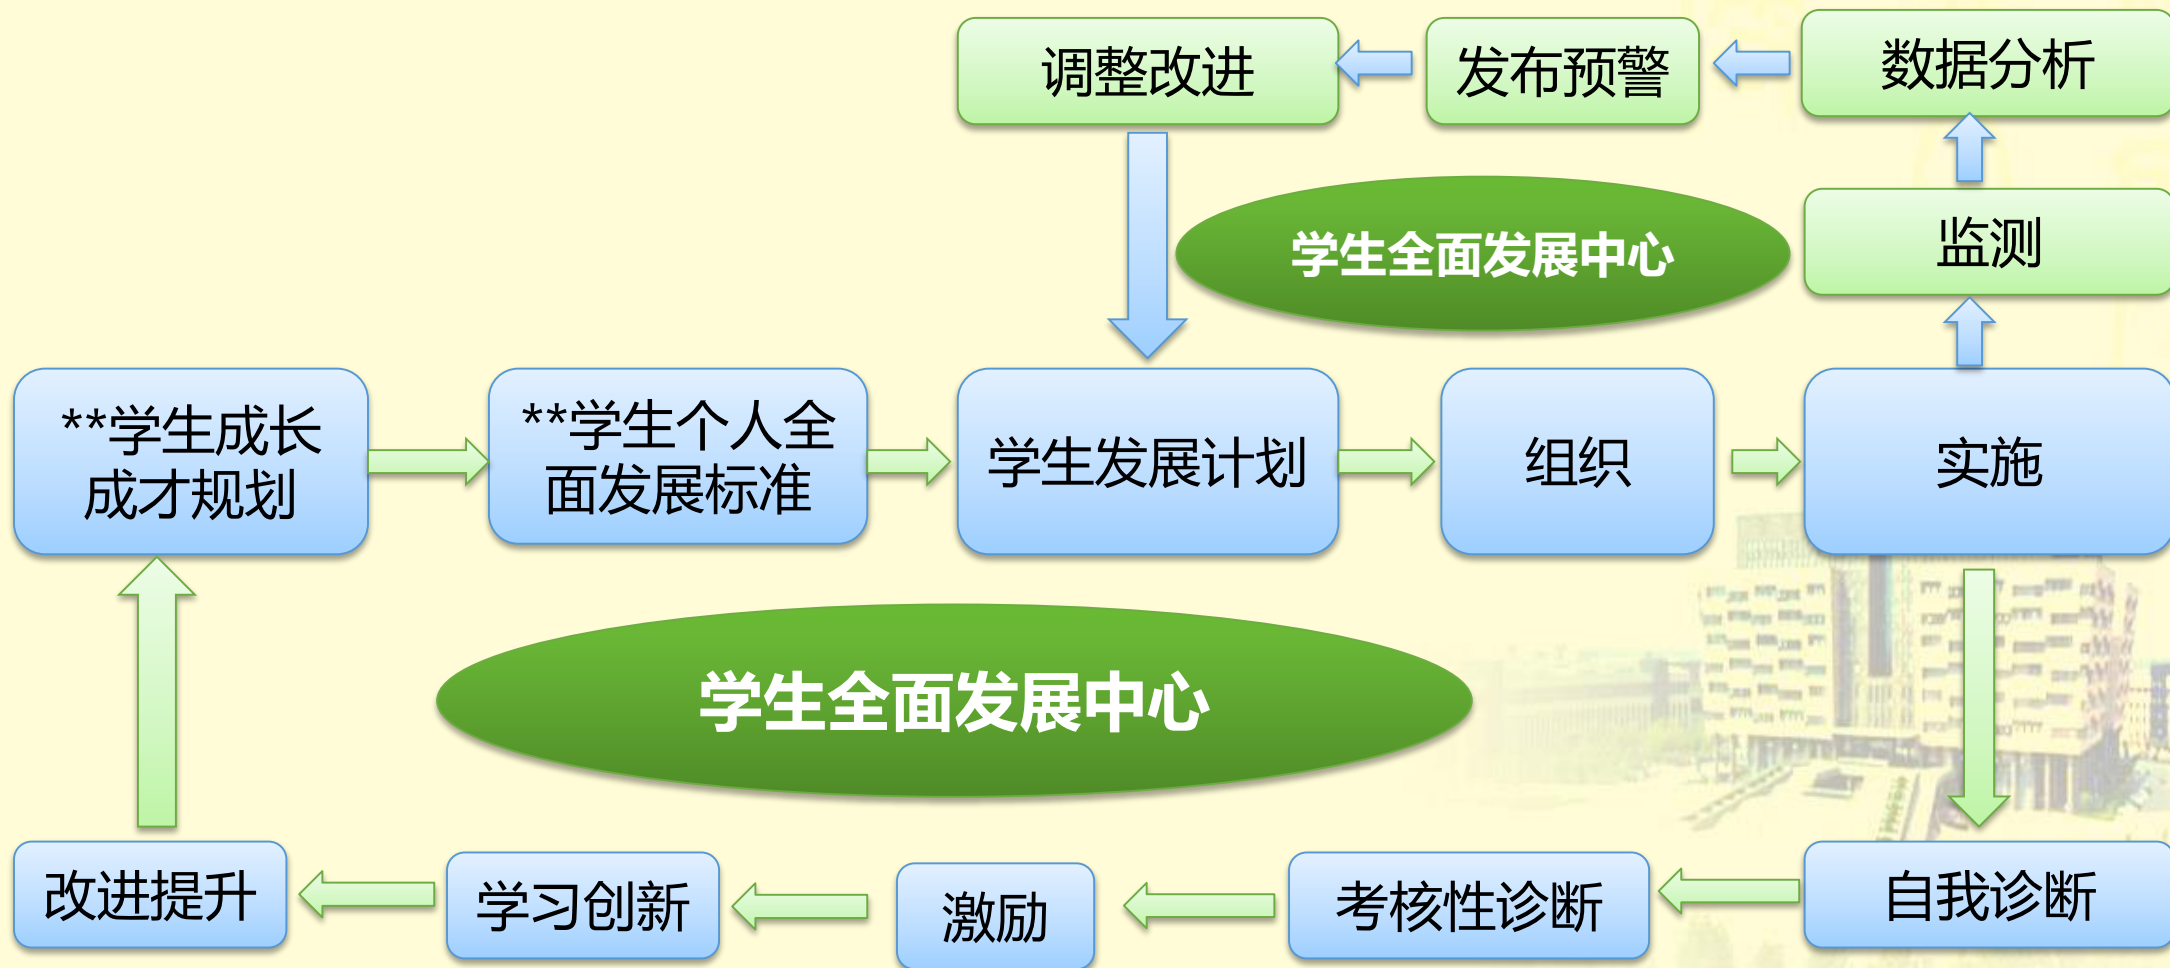 调整改进
发布预警
数据分析
学生全面发展中心
监测
**学生成长
成才规划
**学生个人全
面发展标准
学生发展计划
组织
实施
学生全面发展中心
改进提升
学习创新
激励
考核性诊断
自我诊断